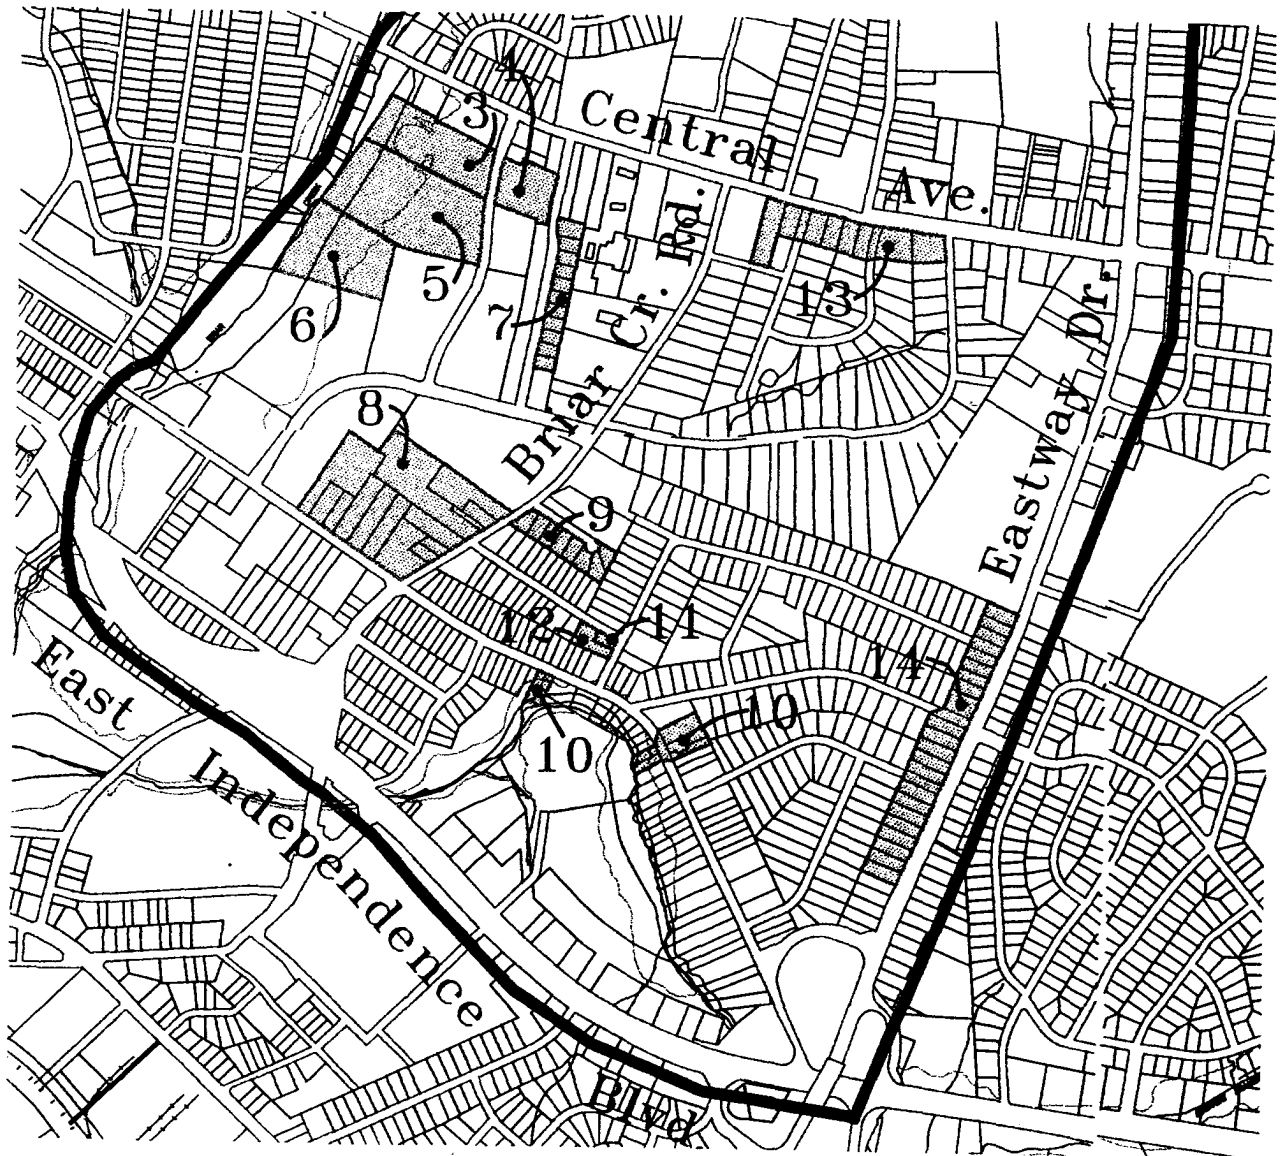 4
3
Central
Ave.
Briar Cr. Rd.
5
13
6
7
Eastway Dr.
8
9
12
11
14
10
10
East
Independence
Blvd.